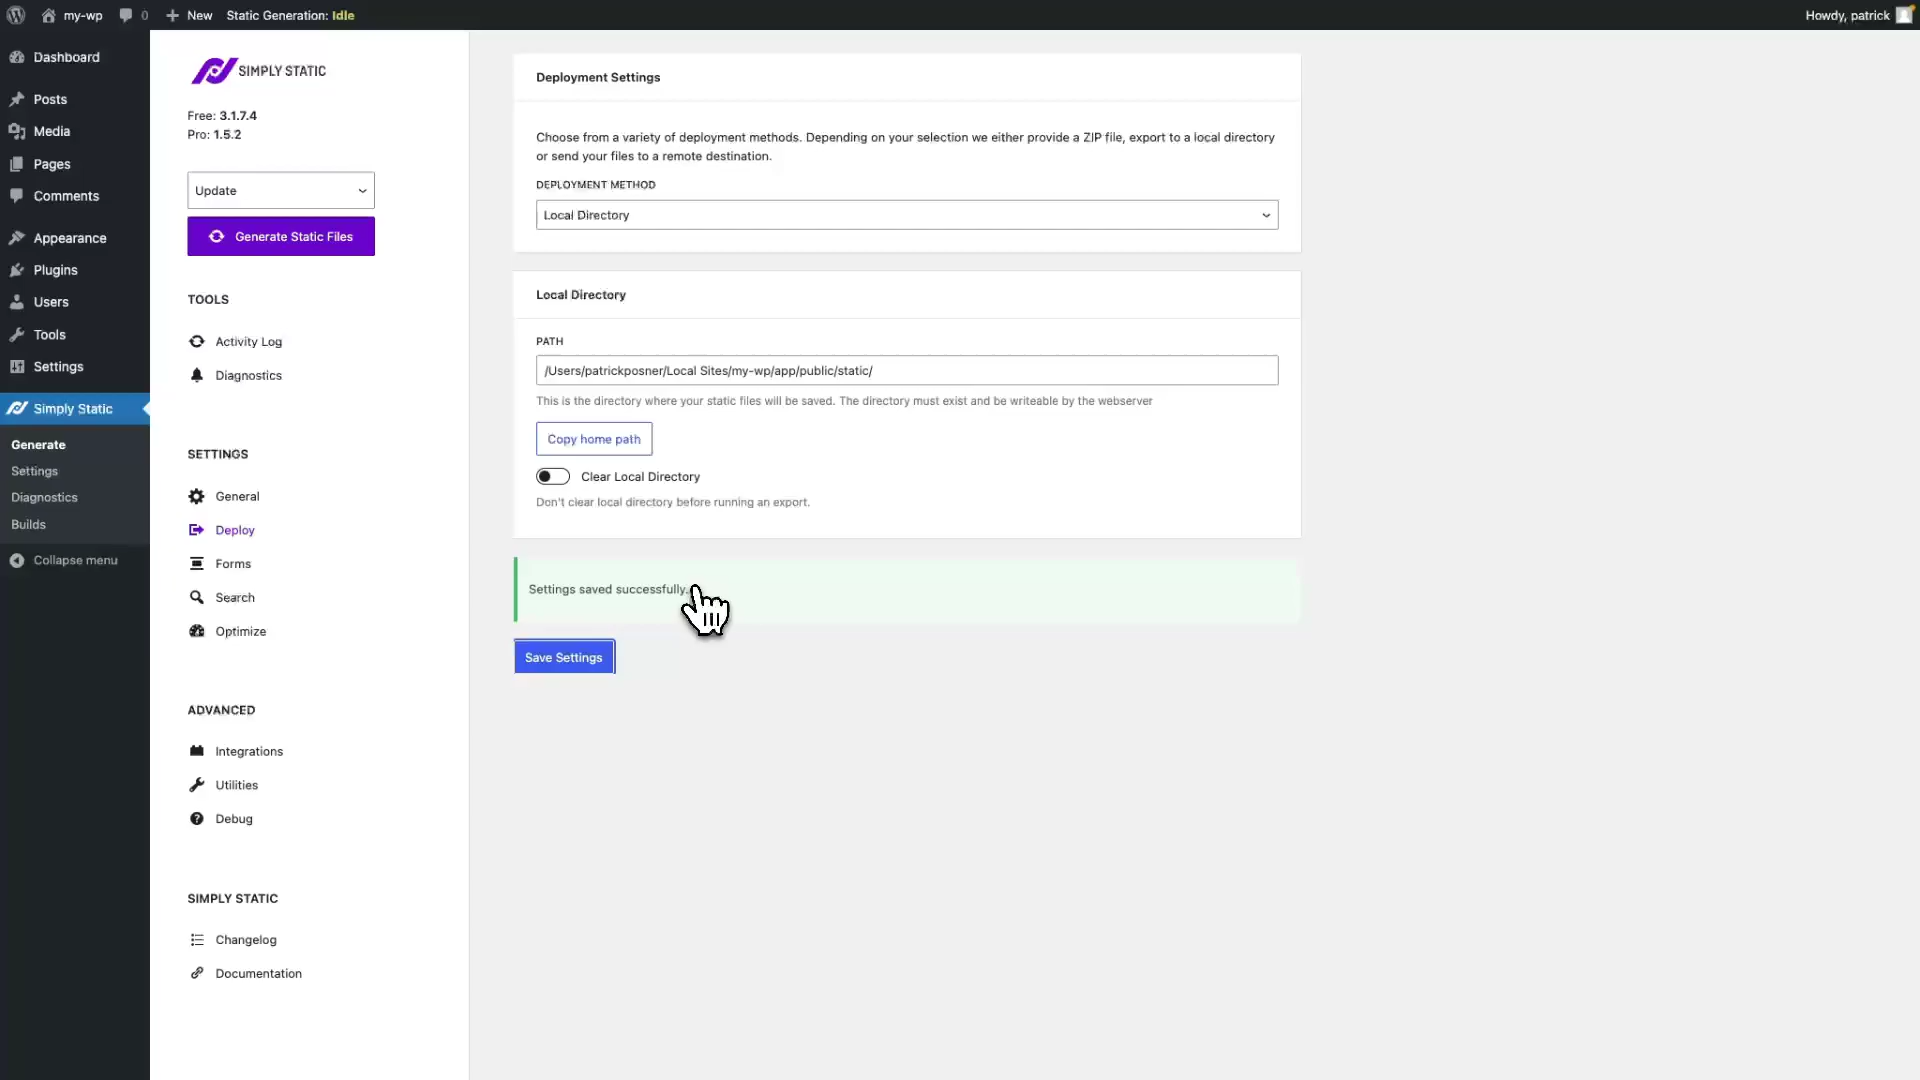 my-wp
0
New
Static Generation: Idle
Howdy, patrick
Dashboard
Posts
Media
Pages
Comments
Appearance
Plugins
Users
Tools
Settings
Simply Static
Generate
Settings
Diagnostics
Builds
Collapse menu
SIMPLY STATIC
Free: 3.1.7.4
Pro: 1.5.2
Update
Generate Static Files
TOOLS
Activity Log
Diagnostics
SETTINGS
General
Deploy
Forms
Search
Optimize
ADVANCED
Integrations
Utilities
Debug
SIMPLY STATIC
Changelog
Documentation
Deployment Settings
Choose from a variety of deployment methods. Depending on your selection we either provide a ZIP file, export to a local directory
or send your files to a remote destination.
DEPLOYMENT METHOD
Local Directory
Local Directory
PATH
/Users/patrickposner/Local Sites/my-wp/app/public/static/
This is the directory where your static files will be saved. The directory must exist and be writeable by the webserver
Copy home path
Clear Local Directory
Don't clear local directory before running an export.
Settings saved successfully.
Save Settings